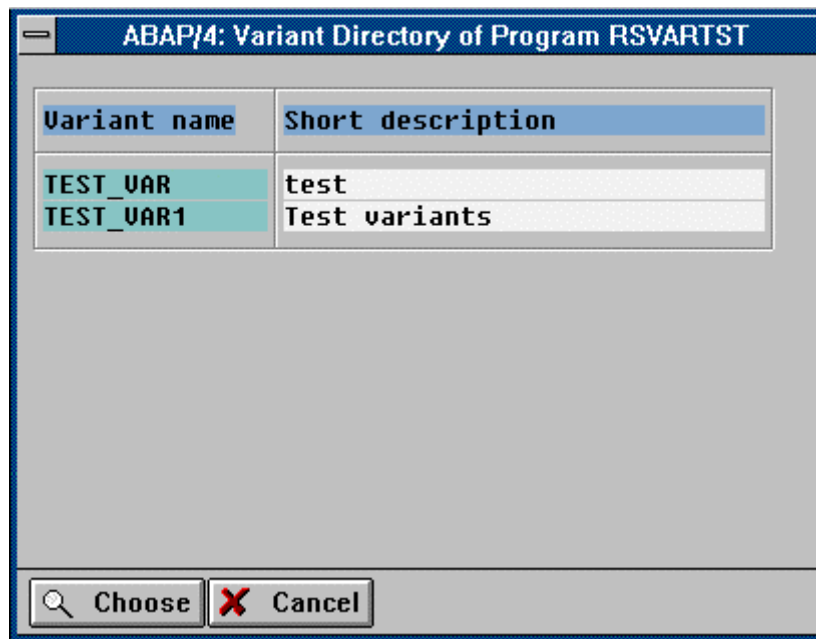 ABAP/4: Variant Directory of Program RSVARTST
Variant name Short description
TEST_VAR test
TEST_VAR1 Test variants
Choose Cancel